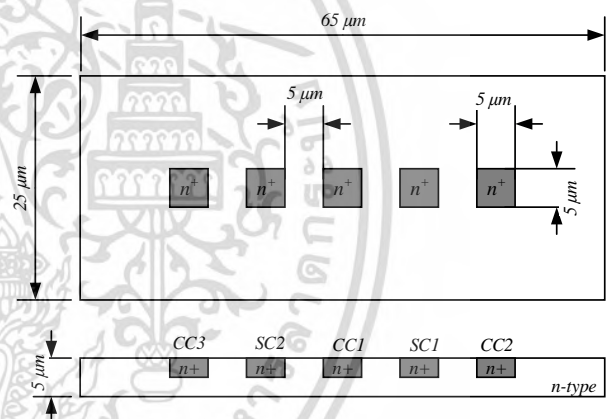 65 μm
5 μm
5 μm
25 μm
n+ n+ n+ n+ n+
5 μm
CC3 SC2 CC1 SC1 CC2
5 μm
n+ n+ n+ n+ n+
n-type